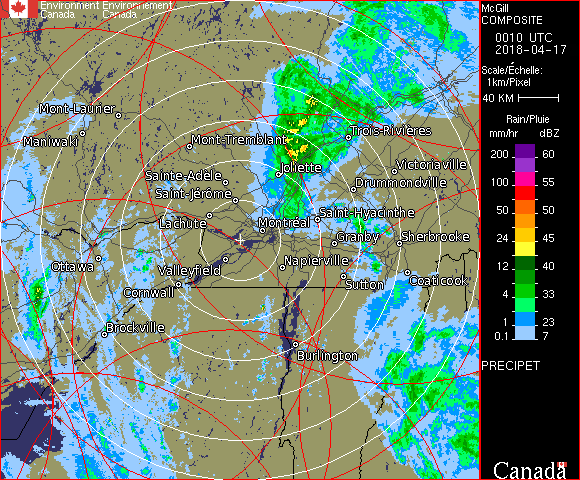 Environment Environnement
Canada Canada
McGill
COMPOSITE
0010 UTC
2018-04-17
Scale/Échelle:
1km/Pixel
40 KM
Rain/Pluie
mm/hr dBZ
200 60
100 55
50 50
24 45
12 40
4 33
1 23
0.1 7
PRECIPET
Canada
Mont-Laurier
Maniwaki
Mont-Tremblant
Trois-Rivières
Joliette
Victoriaville
Sainte-Adèle
Drummondville
Saint-Jérôme
Saint-Hyacinthe
Lachute
Montréal
Granby
Sherbrooke
Ottawa
Valleyfield
Napierville
Sutton
Coaticook
Cornwall
Brockville
Burlington